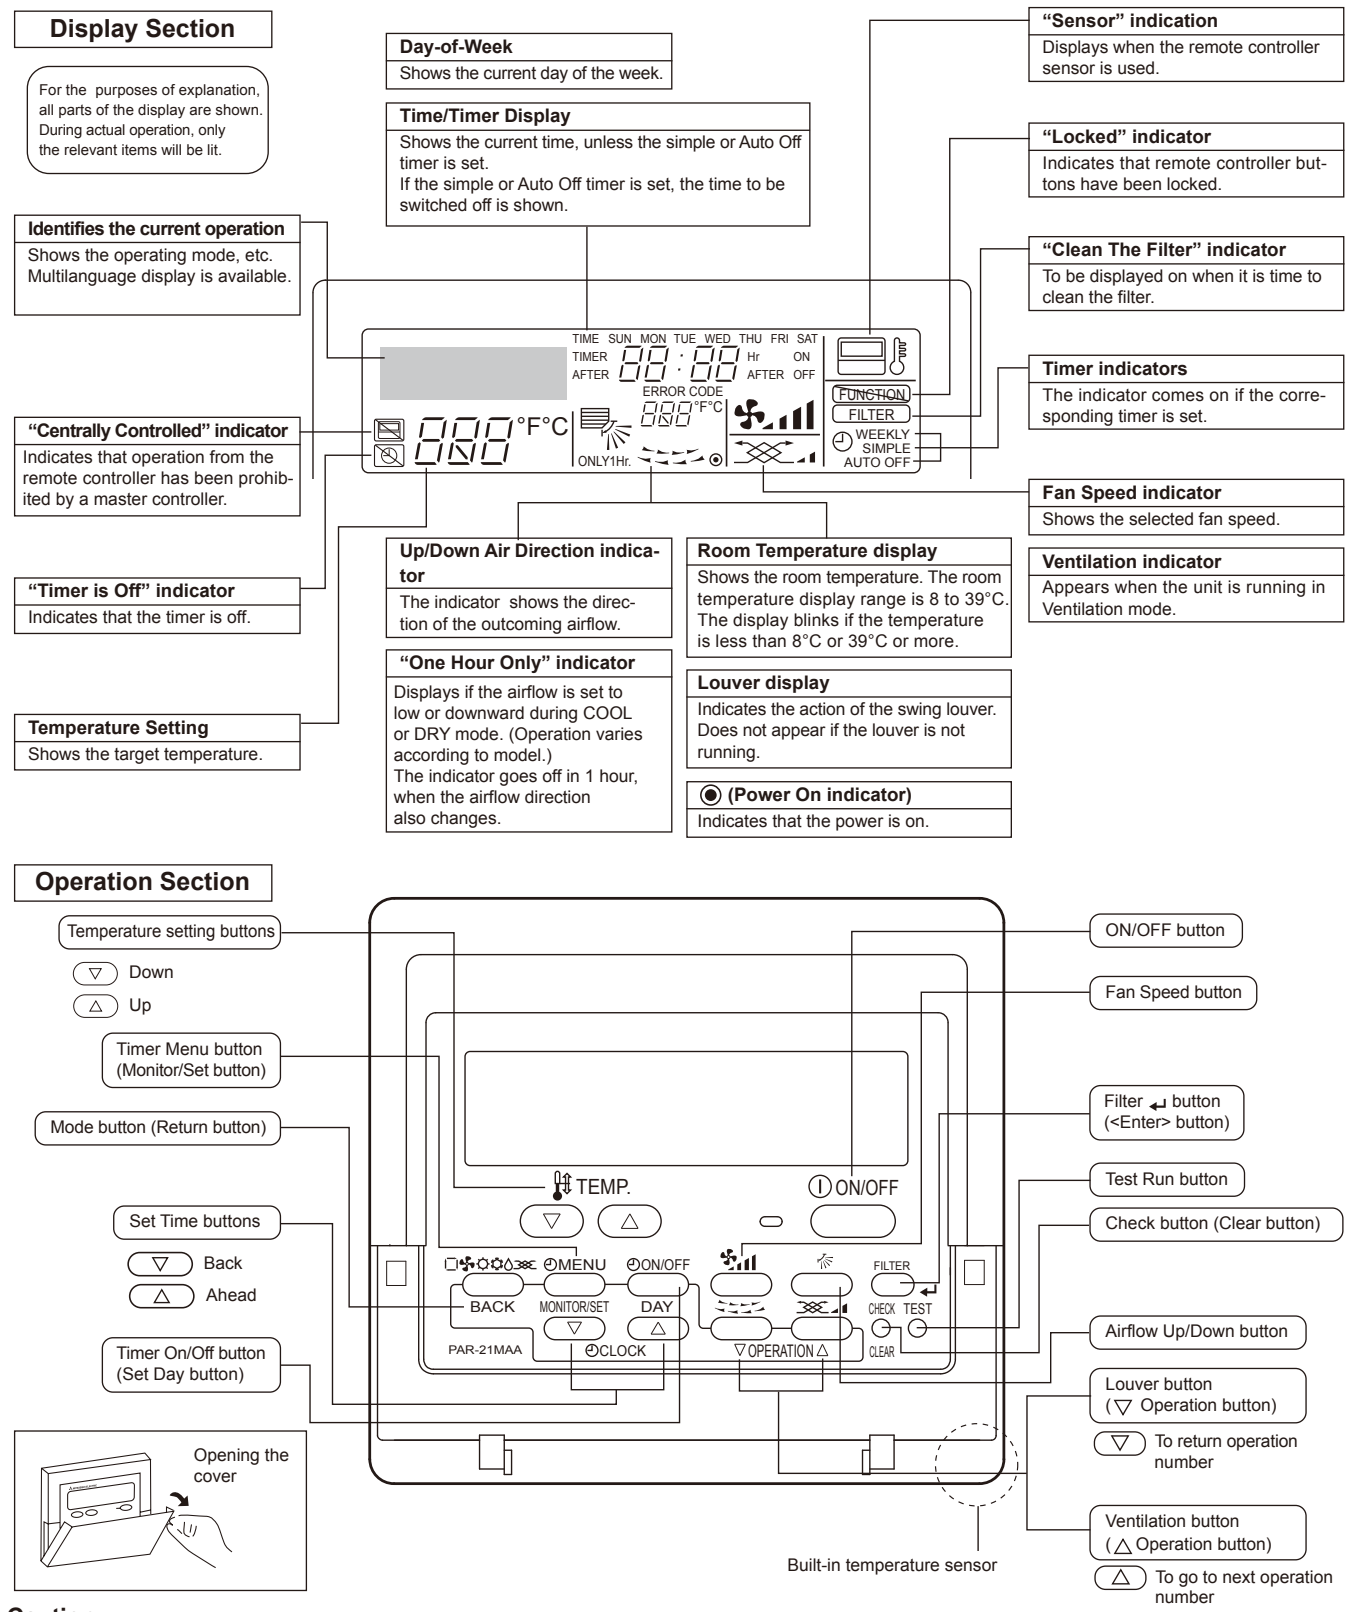 Display Section
For the purposes of explanation,
all parts of the display are shown.
During actual operation, only
the relevant items will be lit.
Identifies the current operation
Shows the operating mode, etc.
Multilanguage display is available.
“Centrally Controlled” indicator
Indicates that operation from the
remote controller has been prohib-
ited by a master controller.
“Timer is Off” indicator
Indicates that the timer is off.
Temperature Setting
Shows the target temperature.
Day-of-Week
Shows the current day of the week.
Time/Timer Display
Shows the current time, unless the simple or Auto Off
timer is set.
If the simple or Auto Off timer is set, the time to be
switched off is shown.
TIME SUN MON TUE WED THU FRI SAT
TIMER 88:88 Hr ON
AFTER AFTER OFF
ERROR CODE
888 °F°C
888 °F°C
ONLY1Hr.
FUNCTION
FILTER
WEEKLY
SIMPLE
AUTO OFF
Up/Down Air Direction indica-
tor
The indicator shows the direc-
tion of the outcoming airflow.
“One Hour Only” indicator
Displays if the airflow is set to
low or downward during COOL
or DRY mode. (Operation varies
according to model.)
The indicator goes off in 1 hour,
when the airflow direction
also changes.
Room Temperature display
Shows the room temperature. The room
temperature display range is 8 to 39°C.
The display blinks if the temperature
is less than 8°C or 39°C or more.
Louver display
Indicates the action of the swing louver.
Does not appear if the louver is not
running.
◉ (Power On indicator)
Indicates that the power is on.
“Sensor” indication
Displays when the remote controller
sensor is used.
“Locked” indicator
Indicates that remote controller but-
tons have been locked.
“Clean The Filter” indicator
To be displayed on when it is time to
clean the filter.
Timer indicators
The indicator comes on if the corre-
sponding timer is set.
Fan Speed indicator
Shows the selected fan speed.
Ventilation indicator
Appears when the unit is running in
Ventilation mode.
Operation Section
Temperature setting buttons
▽ Down
△ Up
Timer Menu button
(Monitor/Set button)
Mode button (Return button)
Set Time buttons
▽ Back
△ Ahead
Timer On/Off button
(Set Day button)
Opening the
cover
TEMP.
ON/OFF
▽ △
MENU ON/OFF
FILTER
BACK MONITOR/SET DAY
CHECK TEST
▽ △
PAR-21MAA
CLOCK
▽ OPERATION △
CLEAR
Built-in temperature sensor
ON/OFF button
Fan Speed button
Filter ↵ button
(<Enter> button)
Test Run button
Check button (Clear button)
Airflow Up/Down button
Louver button
(▽ Operation button)
▽ To return operation
number
Ventilation button
(△ Operation button)
△ To go to next operation
number